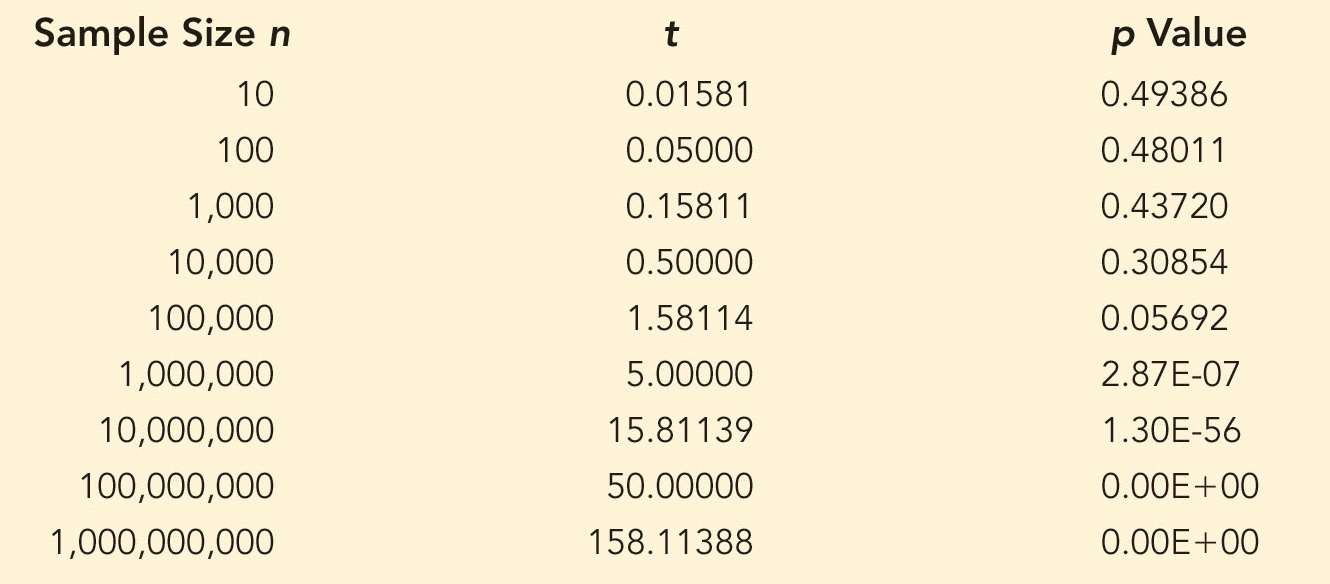 Sample Size n t p Value
10 0.01581 0.49386
100 0.05000 0.48011
1,000 0.15811 0.43720
10,000 0.50000 0.30854
100,000 1.58114 0.05692
1,000,000 5.00000 2.87E-07
10,000,000 15.81139 1.30E-56
100,000,000 50.00000 0.00E+00
1,000,000,000 158.11388 0.00E+00